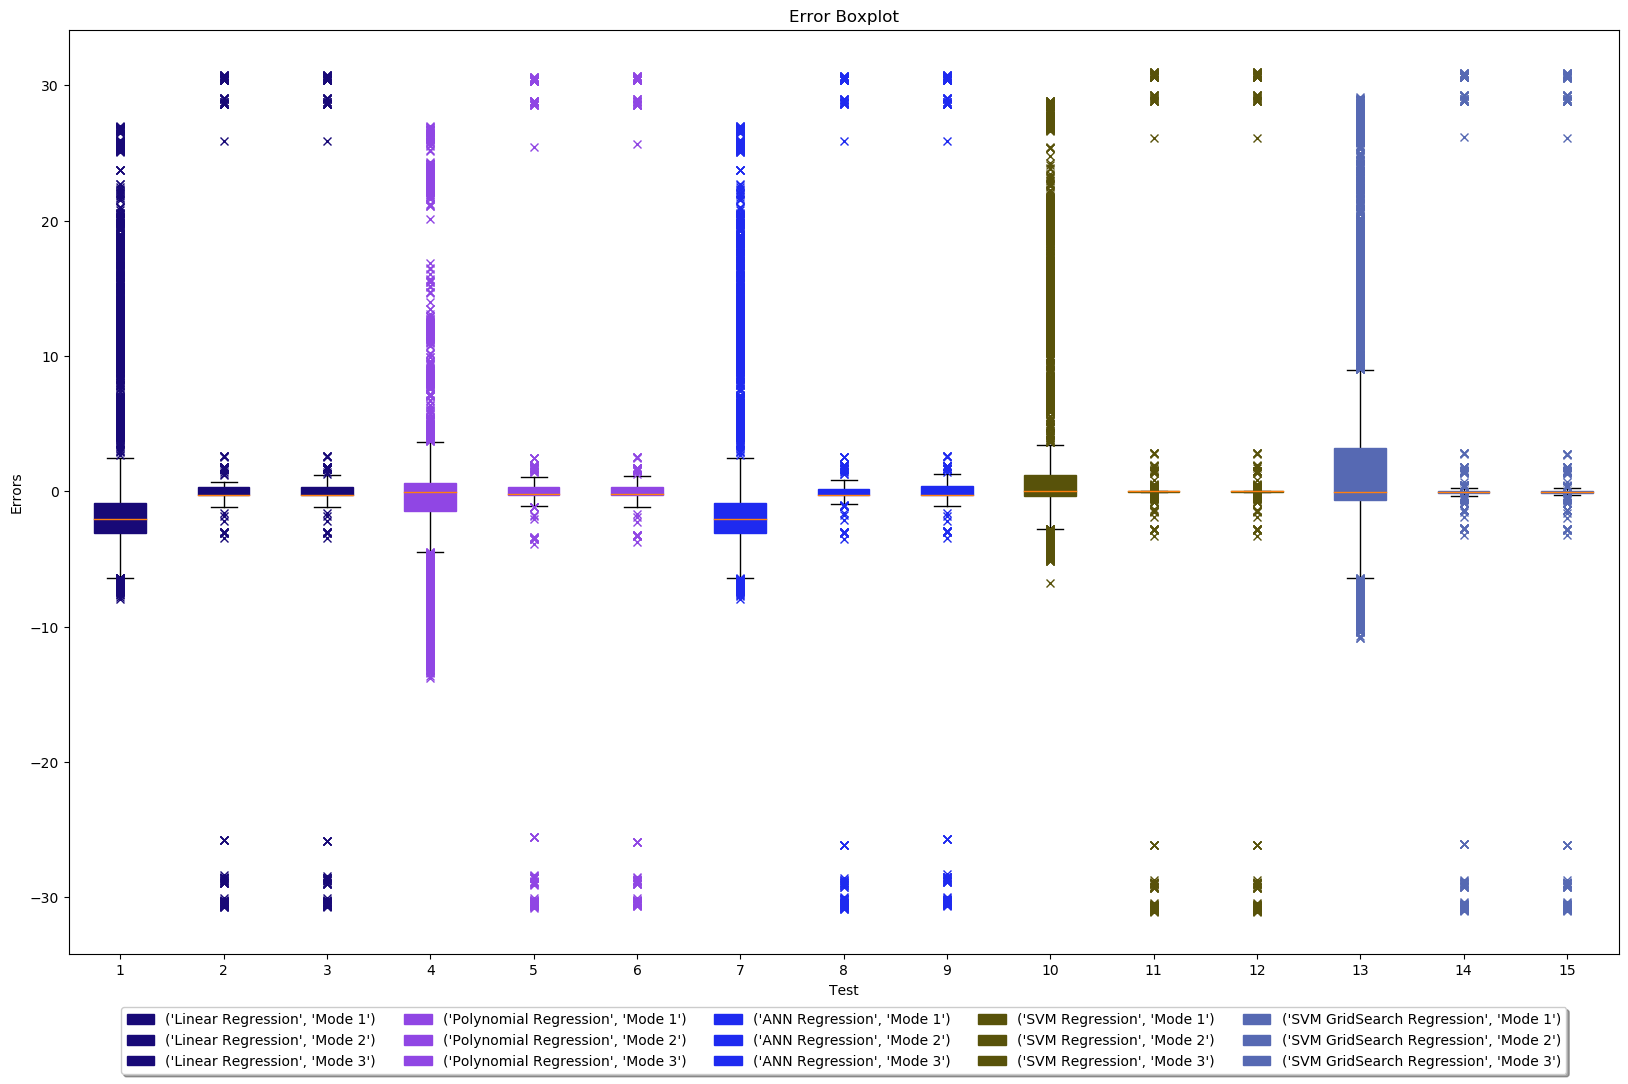 Error Boxplot
30
20
10
0
−10
−20
−30
Errors
1 2 3 4 5 6 7 8 9 10 11 12 13 14 15
Test
('Linear Regression', 'Mode 1') ('Polynomial Regression', 'Mode 1') ('ANN Regression', 'Mode 1') ('SVM Regression', 'Mode 1') ('SVM GridSearch Regression', 'Mode 1')
('Linear Regression', 'Mode 2') ('Polynomial Regression', 'Mode 2') ('ANN Regression', 'Mode 2') ('SVM Regression', 'Mode 2') ('SVM GridSearch Regression', 'Mode 2')
('Linear Regression', 'Mode 3') ('Polynomial Regression', 'Mode 3') ('ANN Regression', 'Mode 3') ('SVM Regression', 'Mode 3') ('SVM GridSearch Regression', 'Mode 3')